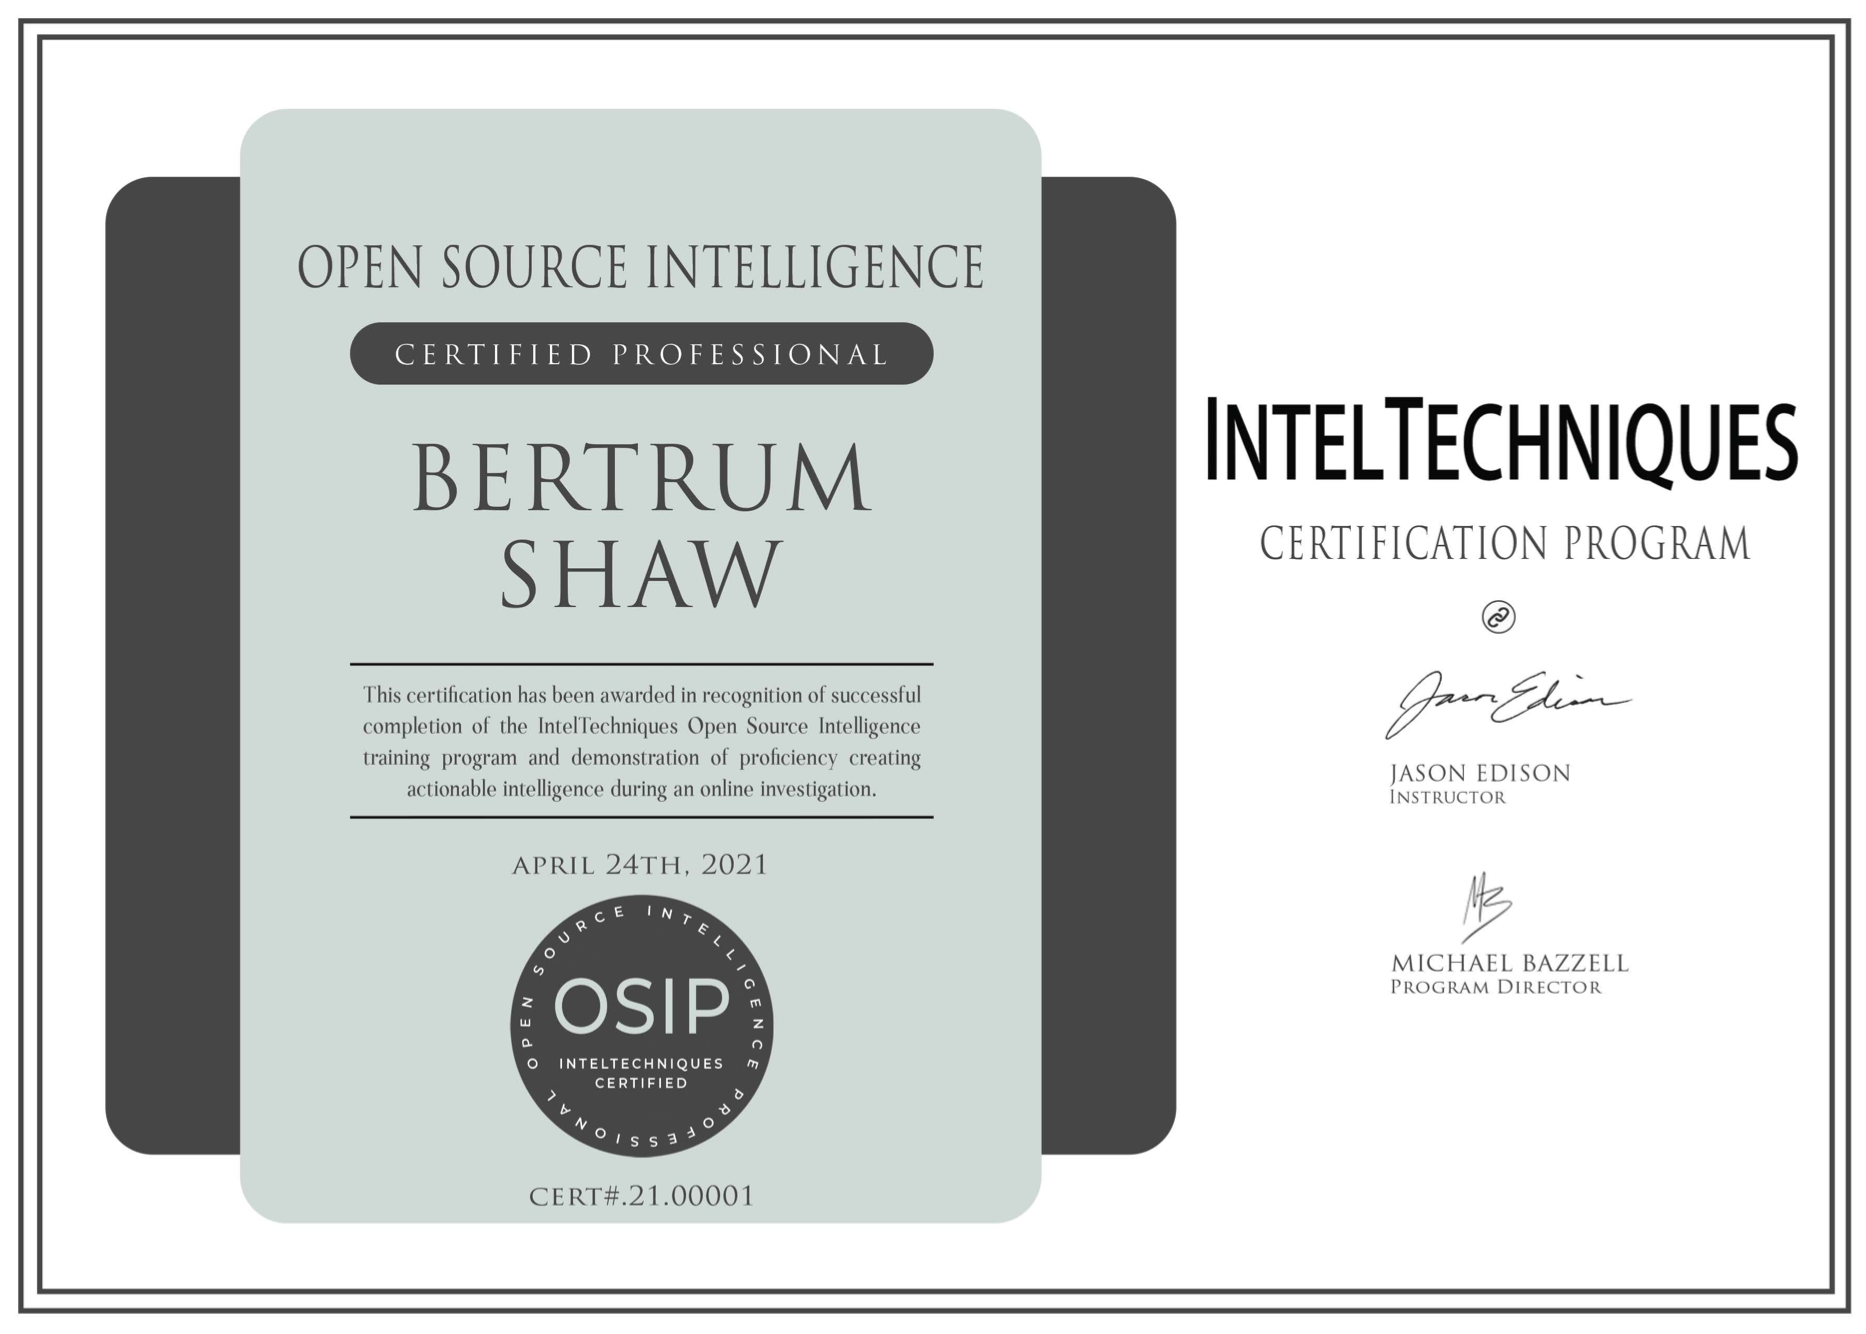 OPEN SOURCE INTELLIGENCE
CERTIFIED PROFESSIONAL
BERTRUM
SHAW
This certification has been awarded in recognition of successful
completion of the IntelTechniques Open Source Intelligence
training program and demonstration of proficiency creating
actionable intelligence during an online investigation.
APRIL 24TH, 2021
OPEN SOURCE INTELLIGENCE PROFESSIONAL
OSIP
INTELTECHNIQUES
CERTIFIED
CERT#.21.00001
INTELTECHNIQUES
CERTIFICATION PROGRAM
Jason Edison
JASON EDISON
INSTRUCTOR
MB
MICHAEL BAZZELL
PROGRAM DIRECTOR